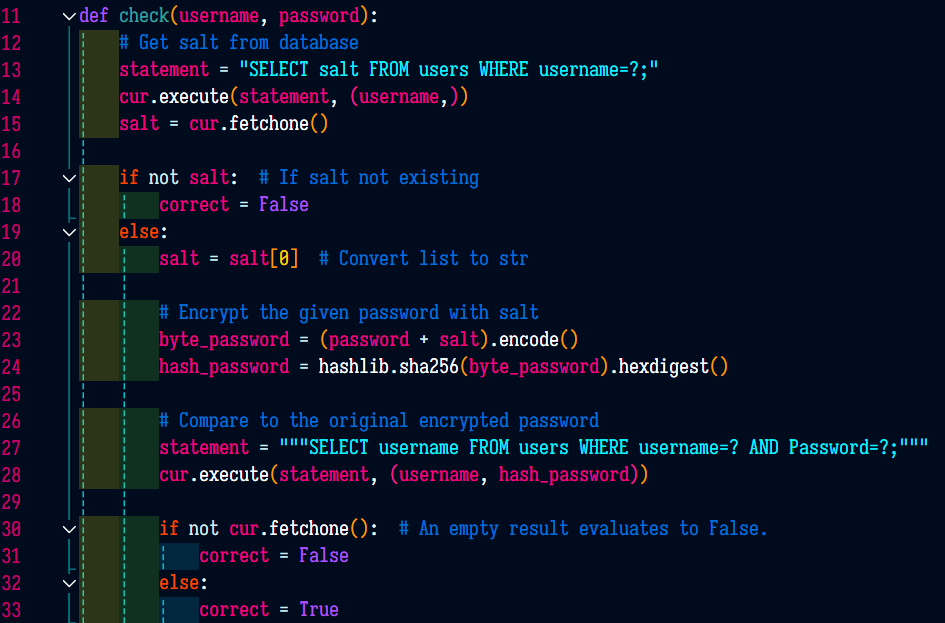 11 def check(username, password):
12 # Get salt from database
13 statement = "SELECT salt FROM users WHERE username=?;"
14 cur.execute(statement, (username,))
15 salt = cur.fetchone()
16
17 if not salt:  # If salt not existing
18 correct = False
19 else:
20 salt = salt[0]  # Convert list to str
21
22 # Encrypt the given password with salt
23 byte_password = (password + salt).encode()
24 hash_password = hashlib.sha256(byte_password).hexdigest()
25
26 # Compare to the original encrypted password
27 statement = """SELECT username FROM users WHERE username=? AND Password=?;"""
28 cur.execute(statement, (username, hash_password))
29
30 if not cur.fetchone():  # An empty result evaluates to False.
31 correct = False
32 else:
33 correct = True